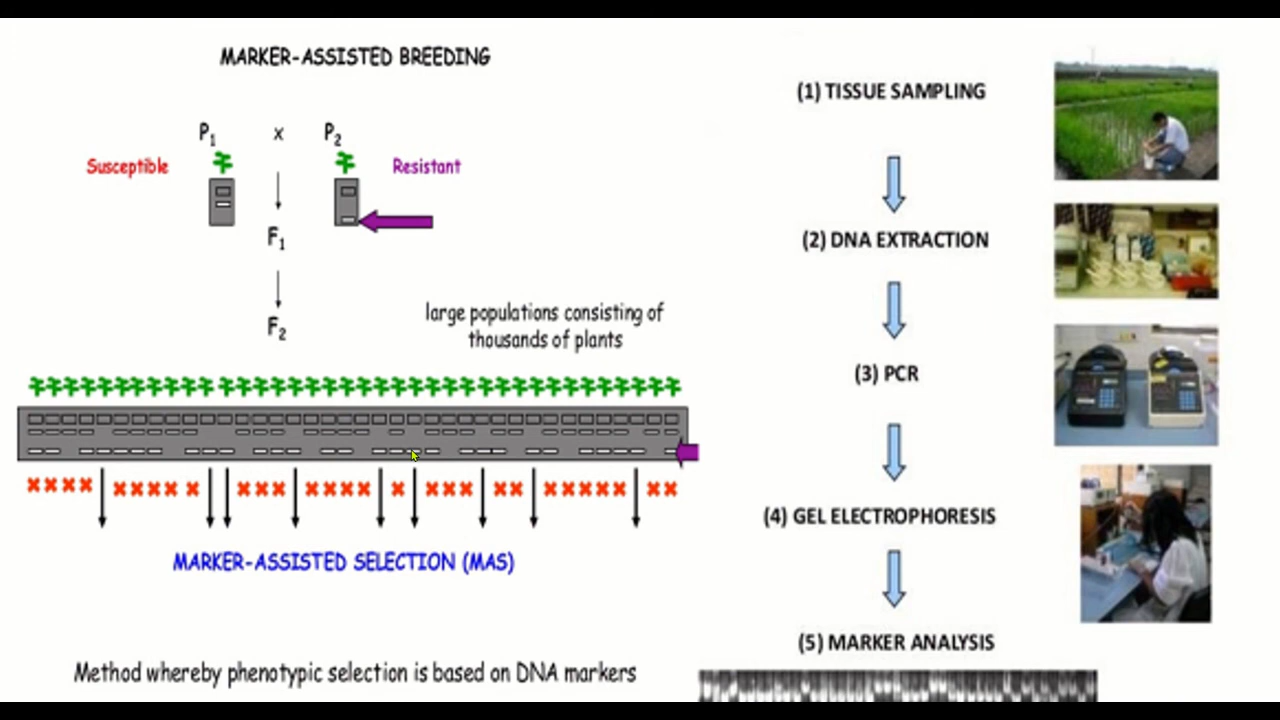 MARKER-ASSISTED BREEDING
P1 x P2
Susceptible
Resistant
F1
F2
large populations consisting of
thousands of plants
MARKER-ASSISTED SELECTION (MAS)
Method whereby phenotypic selection is based on DNA markers
(1) TISSUE SAMPLING
(2) DNA EXTRACTION
(3) PCR
(4) GEL ELECTROPHORESIS
(5) MARKER ANALYSIS